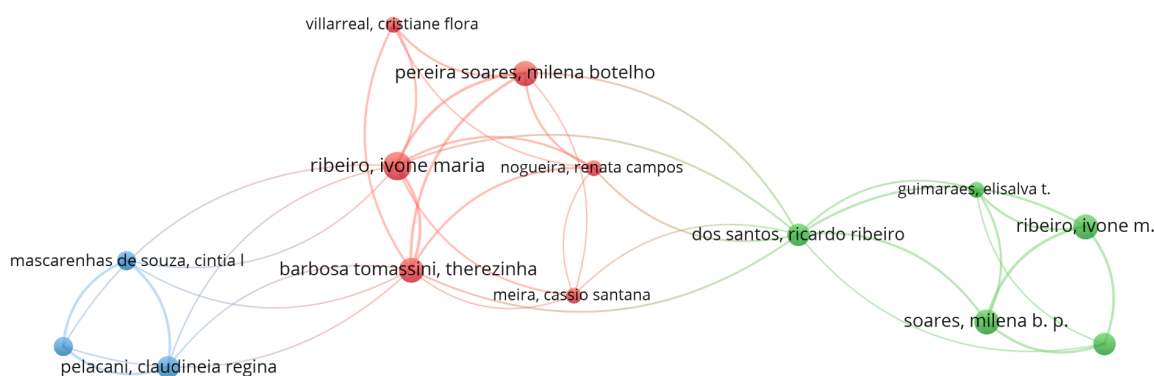 villarreal, cristiane flora
pereira soares, milena botelho
ribeiro, ivone maria
nogueira, renata campos
guimaraes, elisalva t.
ribeiro, ivone m.
dos santos, ricardo ribeiro
mascarenhas de souza, cintia l
barbosa tomassini, therezinha
meira, cassio santana
soares, milena b. p.
pelacani, claudineia regina